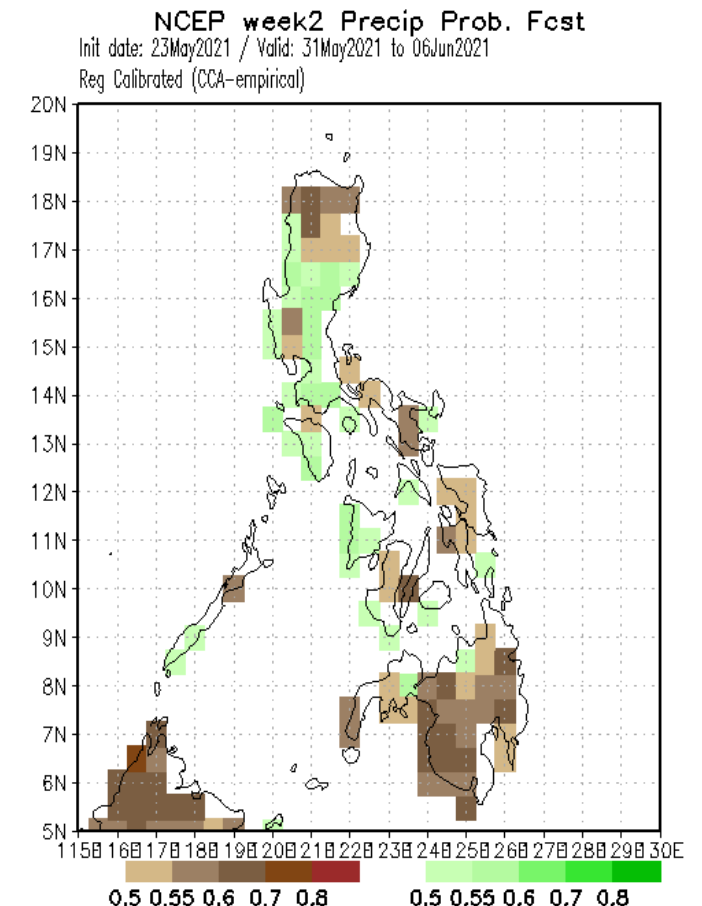 NCEP week2 Precip Prob. Fcst
Init date: 23May2021 / Valid: 31May2021 to 06Jun2021
Reg Calibrated (CCA-empirical)
20N
19N
18N
17N
16N
15N
14N
13N
12N
11N
10N
9N
8N
7N
6N
5N
115E 116E 117E 118E 119E 120E 121E 122E 123E 124E 125E 126E 127E 128E 129E 130E
0.5 0.55 0.6 0.7 0.8 0.5 0.55 0.6 0.7 0.8